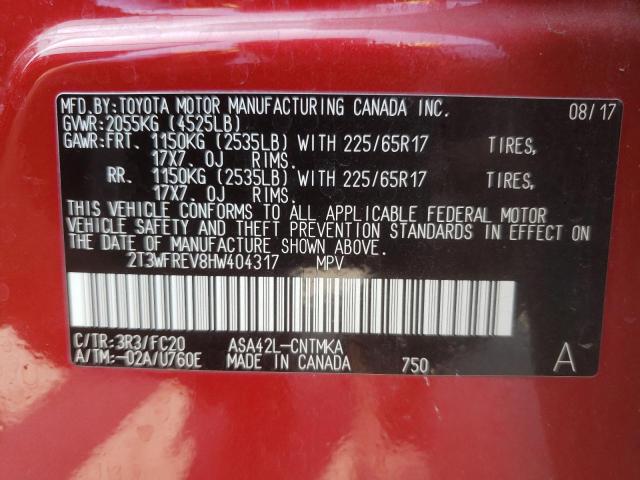 MFD.BY:TOYOTA MOTOR MANUFACTURING CANADA INC. 08/17
GVWR:2055KG (4525LB)
GAWR:FRT. 1150KG (2535LB) WITH 225/65R17 TIRES,
17X7.0J RIMS.
RR. 1150KG (2535LB) WITH 225/65R17 TIRES,
17X7.0J RIMS.
THIS VEHICLE CONFORMS TO ALL APPLICABLE FEDERAL MOTOR
VEHICLE SAFETY AND THEFT PREVENTION STANDARDS IN EFFECT ON
THE DATE OF MANUFACTURE SHOWN ABOVE.
2T3WFREV8HW404317 MPV
C/TR:3R3/FC20 ASA42L-CNTMKA
A/TM:-02A/U760E MADE IN CANADA 750 A